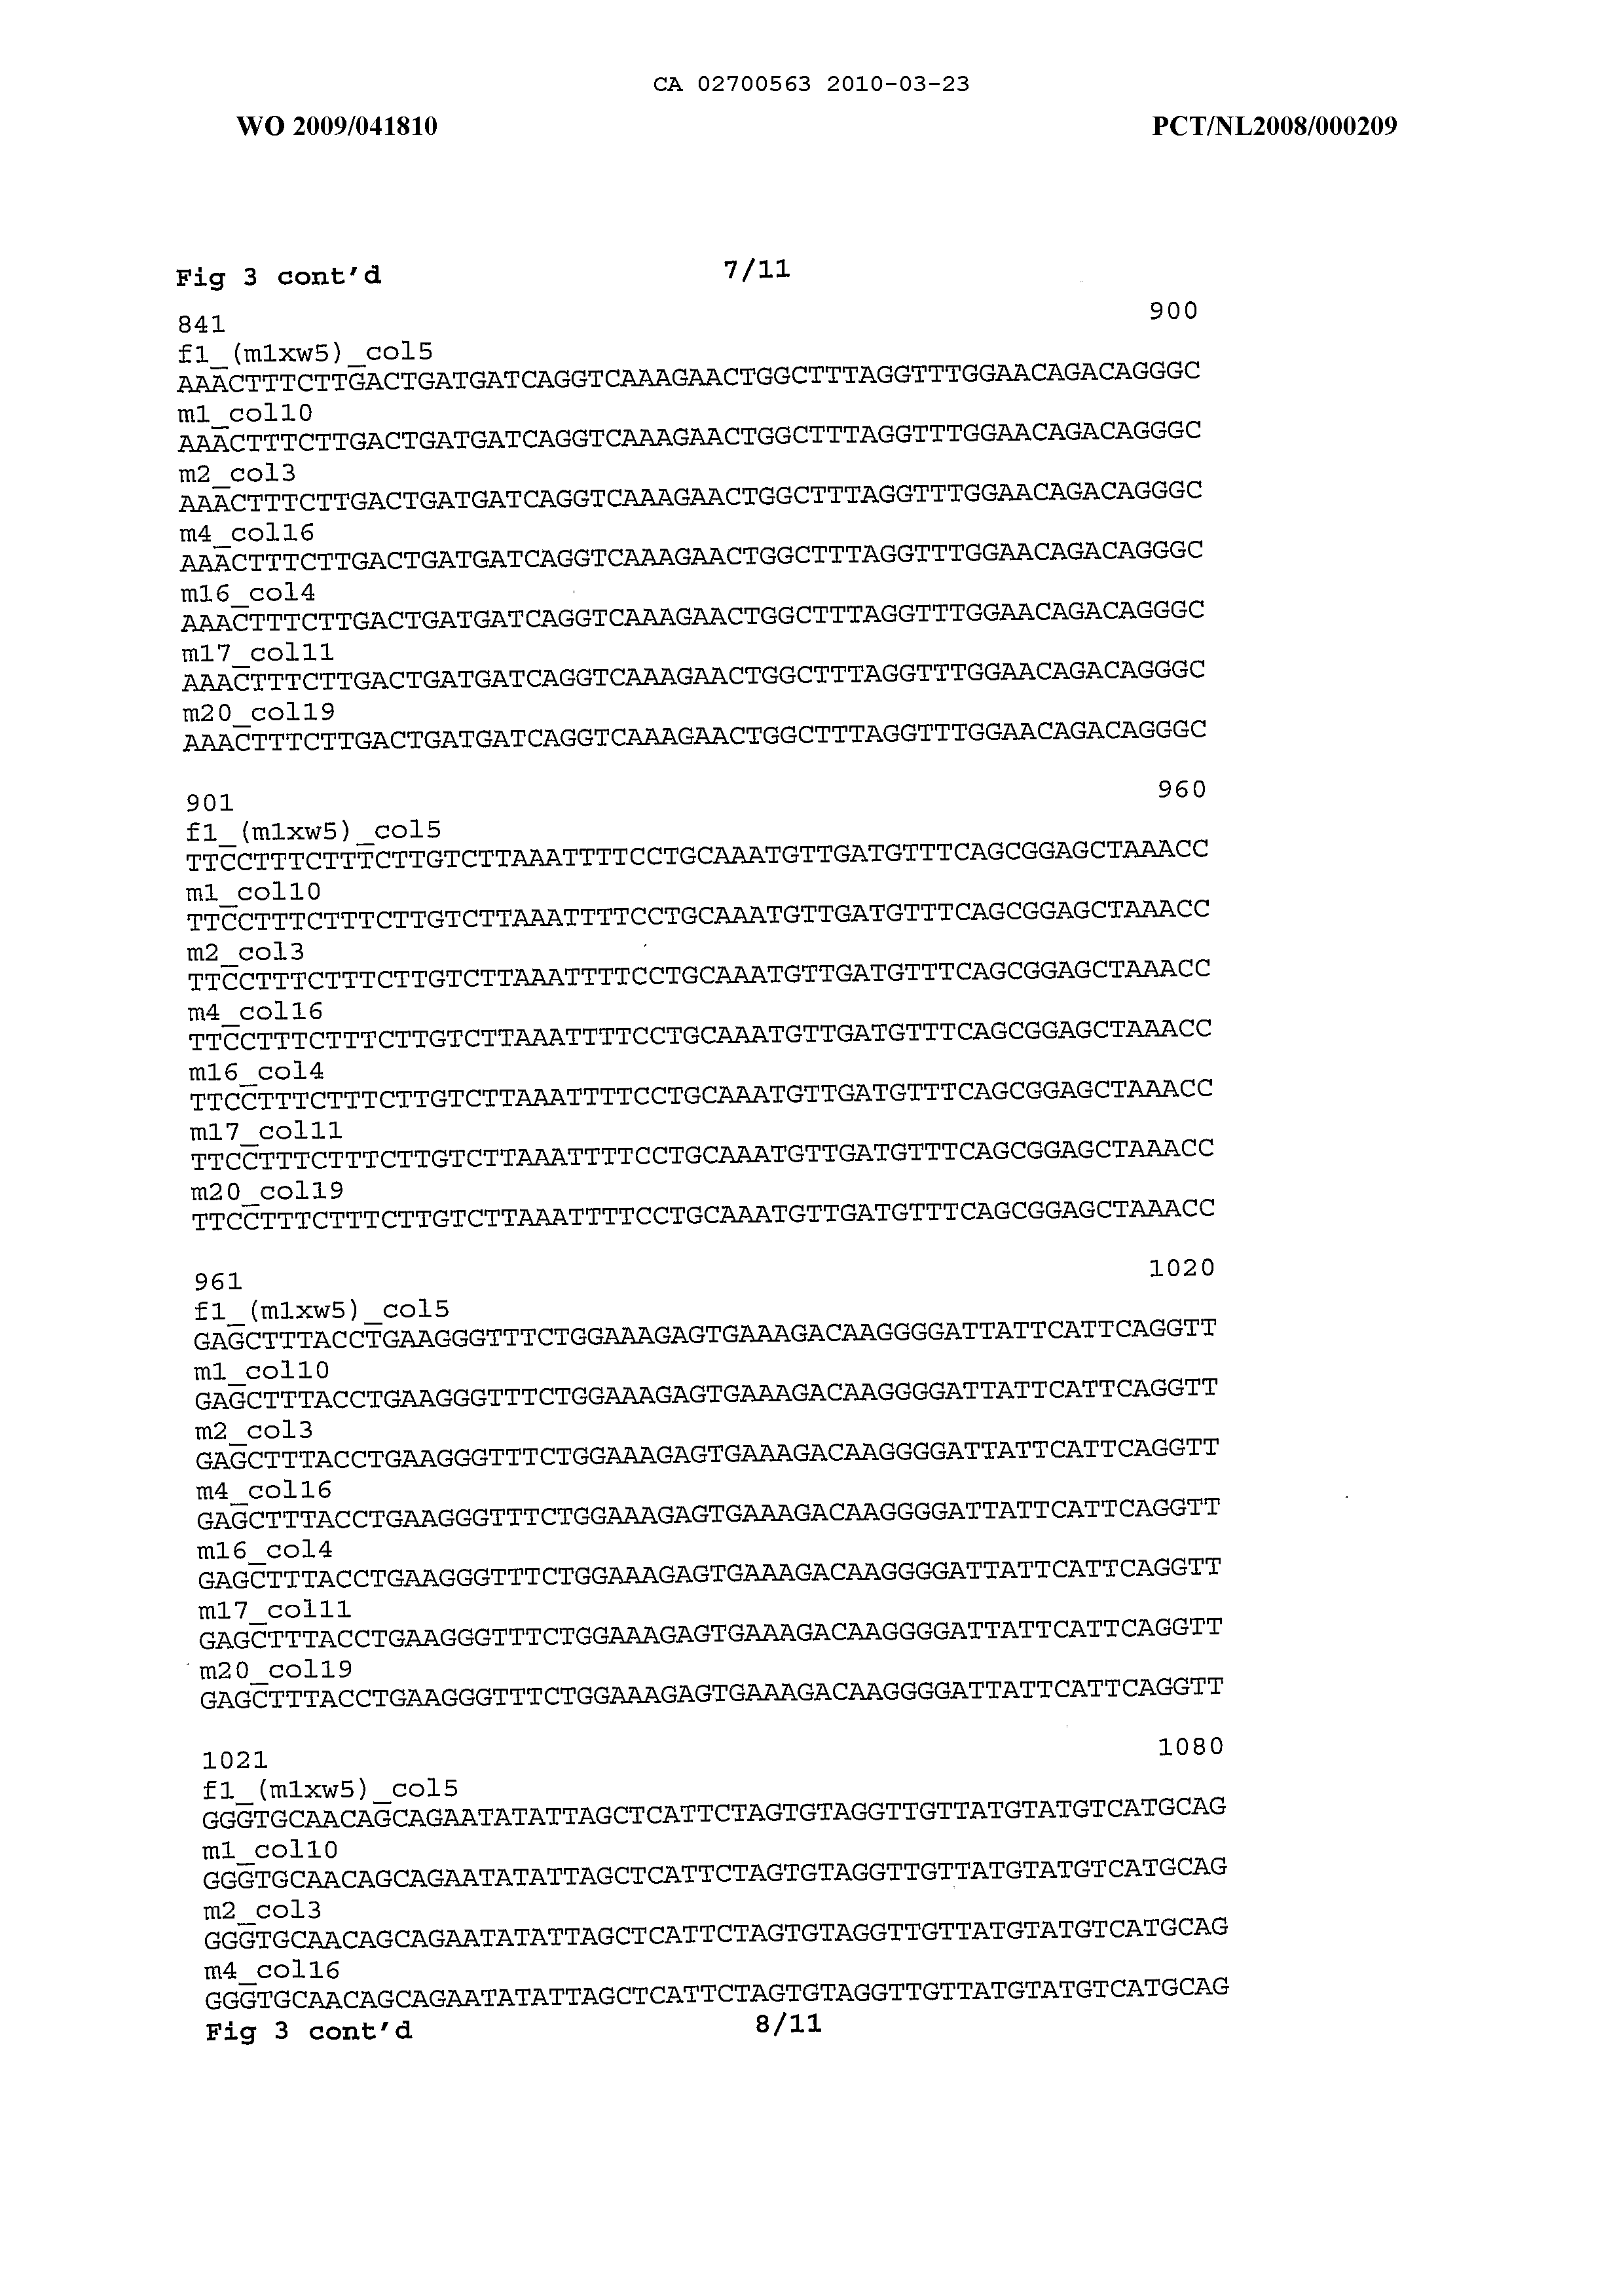 CA 02700563 2010-03-23
WO 2009/041810 PCT/NL2008/000209
Fig 3 cont'd 7/11
841 900
f1_(m1xw5)_col5
AAACTTTCTTGACTGATGATCAGGTCAAAGAACTGGCTTTAGGTTTGGAACAGACAGGGC
m1_col10
AAACTTTCTTGACTGATGATCAGGTCAAAGAACTGGCTTTAGGTTTGGAACAGACAGGGC
m2_col3
AAACTTTCTTGACTGATGATCAGGTCAAAGAACTGGCTTTAGGTTTGGAACAGACAGGGC
m4_col16
AAACTTTCTTGACTGATGATCAGGTCAAAGAACTGGCTTTAGGTTTGGAACAGACAGGGC
m16_col4
AAACTTTCTTGACTGATGATCAGGTCAAAGAACTGGCTTTAGGTTTGGAACAGACAGGGC
m17_col11
AAACTTTCTTGACTGATGATCAGGTCAAAGAACTGGCTTTAGGTTTGGAACAGACAGGGC
m20_col19
AAACTTTCTTGACTGATGATCAGGTCAAAGAACTGGCTTTAGGTTTGGAACAGACAGGGC
901 960
f1_(m1xw5)_col5
TTCCTTTCTTTCTTGTCTTAAATTTTCCTGCAAATGTTGATGTTTCAGCGGAGCTAAACC
m1_col10
TTCCTTTCTTTCTTGTCTTAAATTTTCCTGCAAATGTTGATGTTTCAGCGGAGCTAAACC
m2_col3
TTCCTTTCTTTCTTGTCTTAAATTTTCCTGCAAATGTTGATGTTTCAGCGGAGCTAAACC
m4_col16
TTCCTTTCTTTCTTGTCTTAAATTTTCCTGCAAATGTTGATGTTTCAGCGGAGCTAAACC
m16_col4
TTCCTTTCTTTCTTGTCTTAAATTTTCCTGCAAATGTTGATGTTTCAGCGGAGCTAAACC
m17_col11
TTCCTTTCTTTCTTGTCTTAAATTTTCCTGCAAATGTTGATGTTTCAGCGGAGCTAAACC
m20_col19
TTCCTTTCTTTCTTGTCTTAAATTTTCCTGCAAATGTTGATGTTTCAGCGGAGCTAAACC
961 1020
f1_(m1xw5)_col5
GAGCTTTACCTGAAGGGTTTCTGGAAAGAGTGAAAGACAAGGGGATTATTCATTCAGGTT
m1_col10
GAGCTTTACCTGAAGGGTTTCTGGAAAGAGTGAAAGACAAGGGGATTATTCATTCAGGTT
m2_col3
GAGCTTTACCTGAAGGGTTTCTGGAAAGAGTGAAAGACAAGGGGATTATTCATTCAGGTT
m4_col16
GAGCTTTACCTGAAGGGTTTCTGGAAAGAGTGAAAGACAAGGGGATTATTCATTCAGGTT
m16_col4
GAGCTTTACCTGAAGGGTTTCTGGAAAGAGTGAAAGACAAGGGGATTATTCATTCAGGTT
m17_col11
GAGCTTTACCTGAAGGGTTTCTGGAAAGAGTGAAAGACAAGGGGATTATTCATTCAGGTT
m20_col19
GAGCTTTACCTGAAGGGTTTCTGGAAAGAGTGAAAGACAAGGGGATTATTCATTCAGGTT
1021 1080
f1_(m1xw5)_col5
GGGTGCAACAGCAGAATATATTAGCTCATTCTAGTGTAGGTTGTTATGTATGTCATGCAG
m1_col10
GGGTGCAACAGCAGAATATATTAGCTCATTCTAGTGTAGGTTGTTATGTATGTCATGCAG
m2_col3
GGGTGCAACAGCAGAATATATTAGCTCATTCTAGTGTAGGTTGTTATGTATGTCATGCAG
m4_col16
GGGTGCAACAGCAGAATATATTAGCTCATTCTAGTGTAGGTTGTTATGTATGTCATGCAG
Fig 3 cont'd 8/11